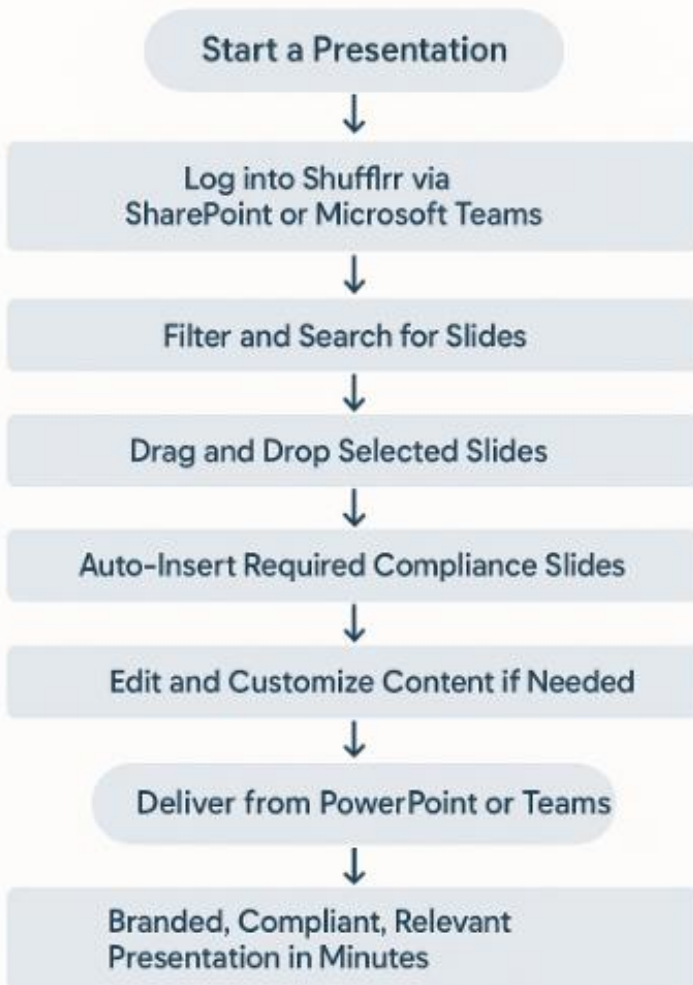 Start a Presentation
Log into Shufflrr via
SharePoint or Microsoft Teams
Filter and Search for Slides
Drag and Drop Selected Slides
Auto-Insert Required Compliance Slides
Edit and Customize Content if Needed
Deliver from PowerPoint or Teams
Branded, Compliant, Relevant
Presentation in Minutes